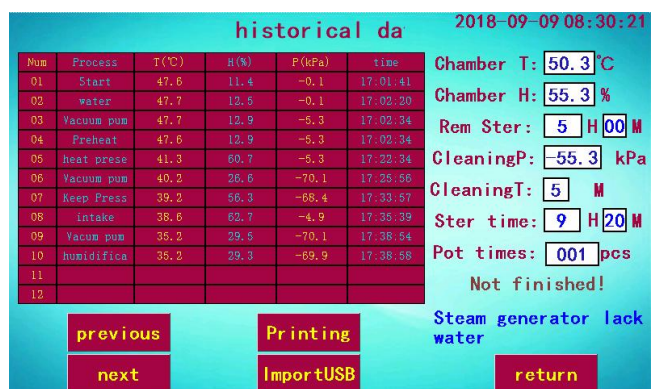 historical da
2018-09-09 08:30:21
Num Process T(℃) H(%) P(kPa) time
01 Start 47.6 11.4 -0.1 17:01:41
02 water 47.7 12.5 -0.1 17:02:20
03 Vacuum pum 47.7 12.9 -5.3 17:02:34
04 Preheat 47.6 12.9 -5.3 17:02:34
05 heat prese 41.3 60.7 -5.3 17:22:34
06 Vacuum pum 40.2 26.6 -70.1 17:25:56
07 Keep Press 39.2 56.3 -68.4 17:33:57
08 intake 38.6 62.7 -4.9 17:35:39
09 Vacum pum 35.2 29.5 -70.1 17:38:54
10 humidifica 35.2 29.3 -69.9 17:38:58
11
12
Chamber T: 50.3 ℃
Chamber H: 55.3 %
Rem Ster: 5 H 00 M
CleaningP: -55.3 kPa
CleaningT: 5 M
Ster time: 9 H 20 M
Pot times: 001 pcs
Not finished!
Steam generator lack
water
previous Printing
next ImportUSB return